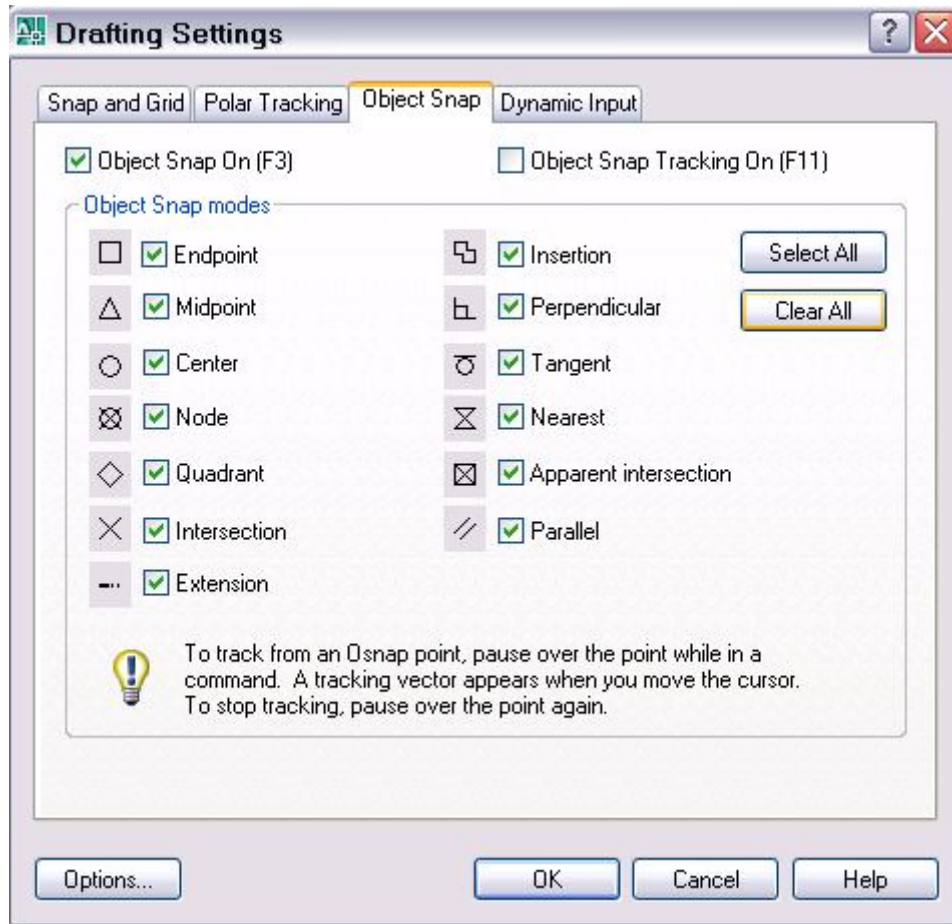 Drafting Settings
Snap and Grid Polar Tracking Object Snap Dynamic Input
Object Snap On (F3) Object Snap Tracking On (F11)
Object Snap modes
Endpoint Insertion Select All
Midpoint Perpendicular Clear All
Center Tangent
Node Nearest
Quadrant Apparent intersection
Intersection Parallel
Extension
To track from an Osnap point, pause over the point while in a
command. A tracking vector appears when you move the cursor.
To stop tracking, pause over the point again.
Options... OK Cancel Help